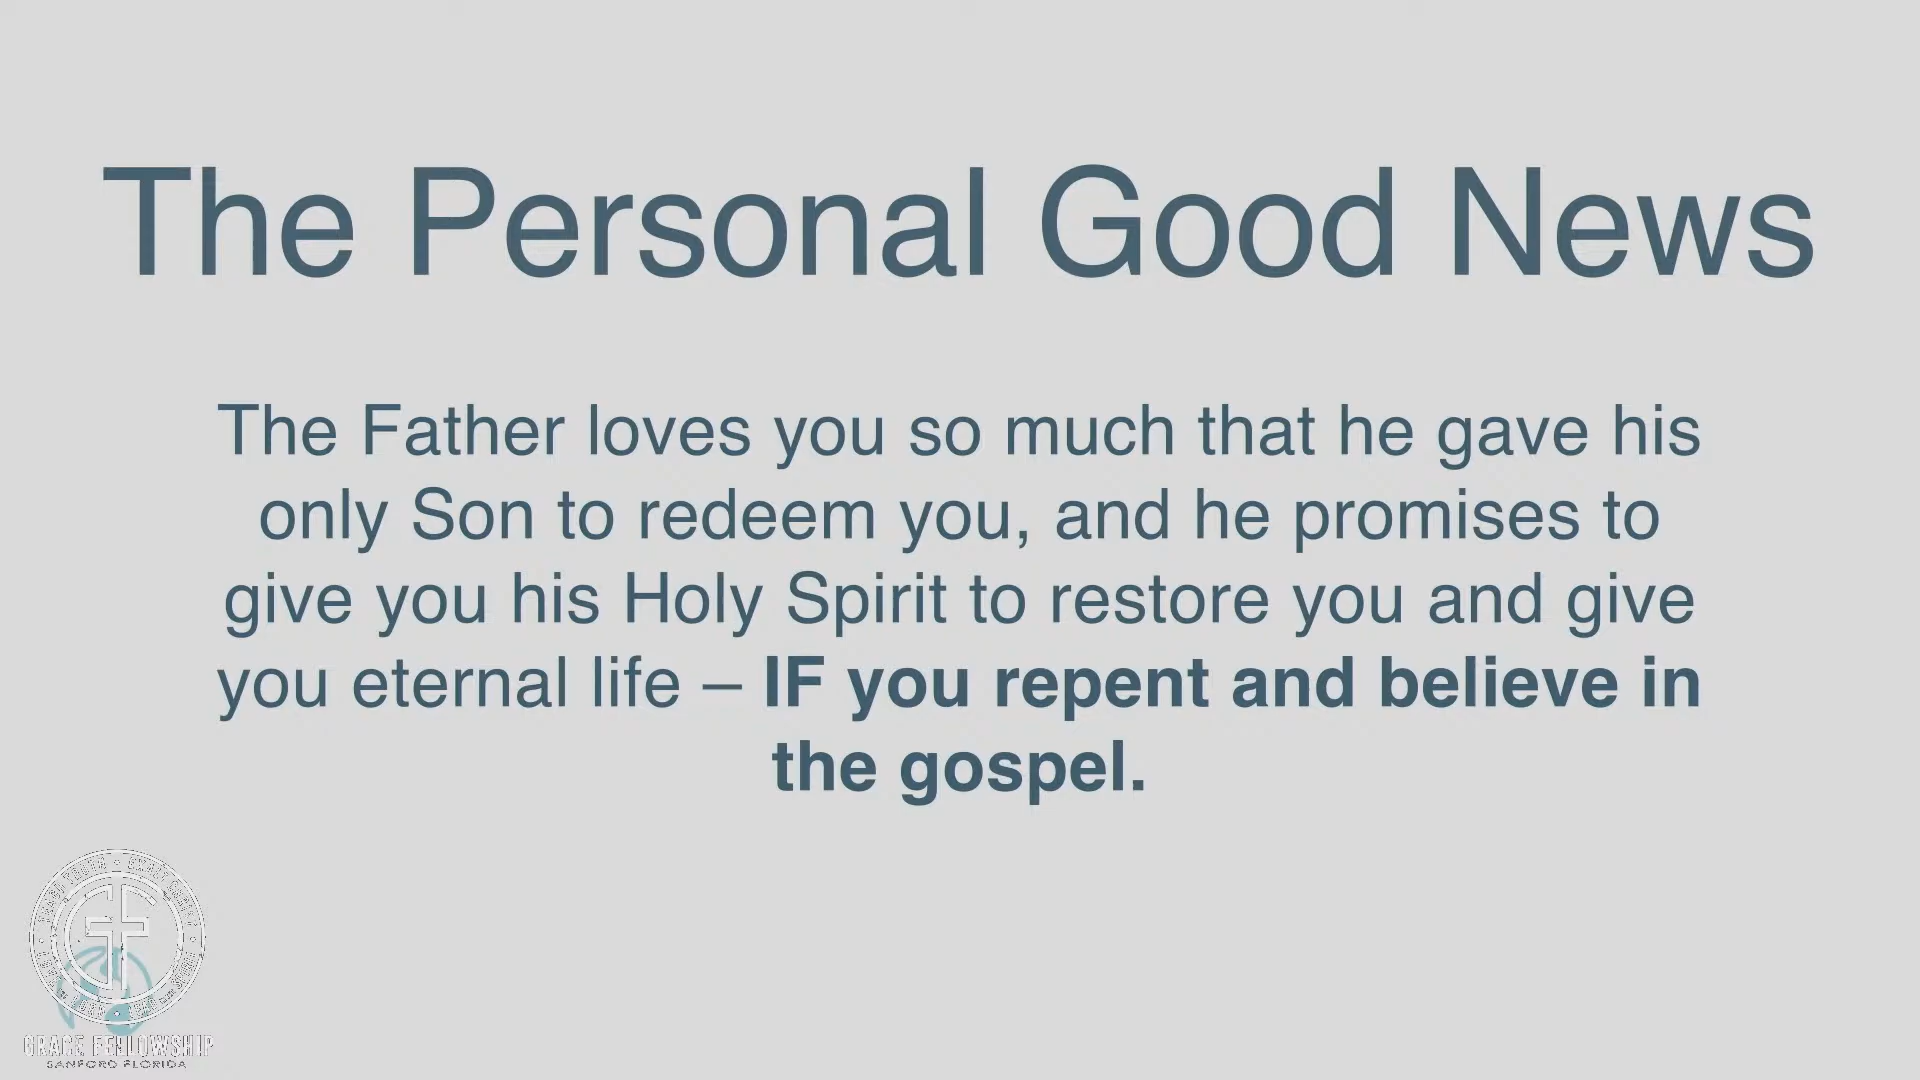 The Personal Good News
The Father loves you so much that he gave his
only Son to redeem you, and he promises to
give you his Holy Spirit to restore you and give
you eternal life – IF you repent and believe in
the gospel.
GRACE FELLOWSHIP
SANFORD FLORIDA